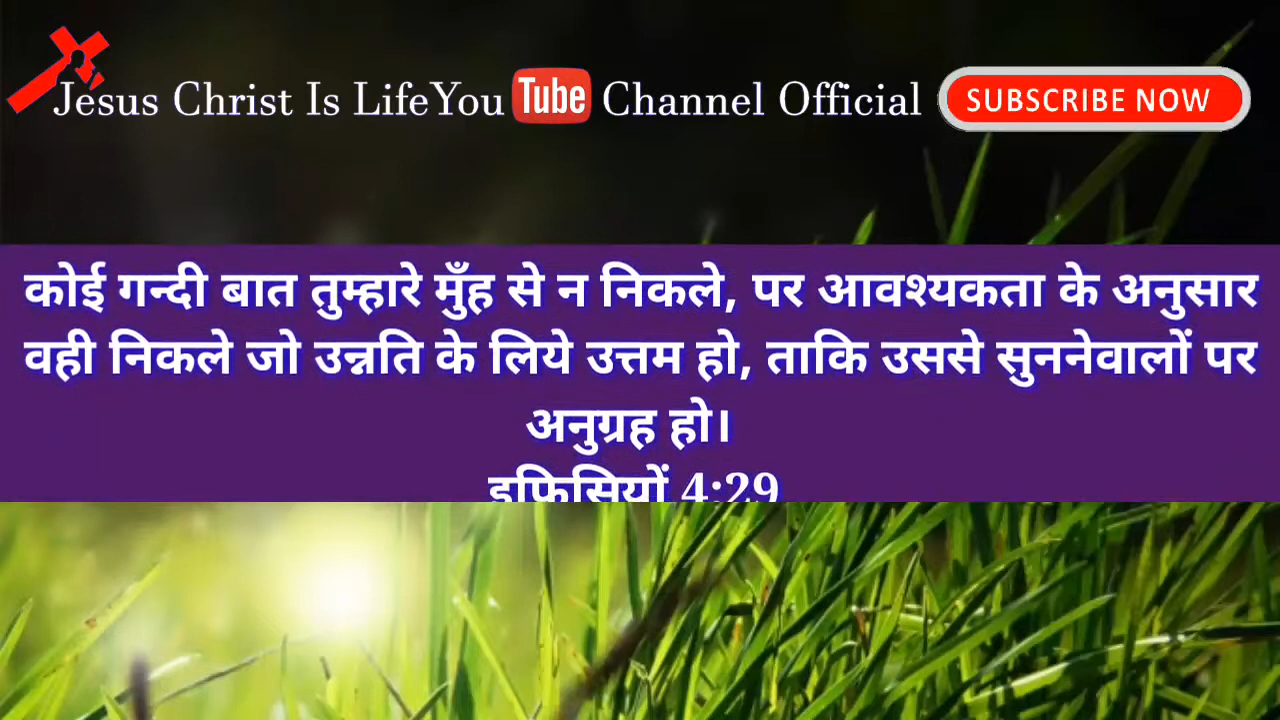 Jesus Christ Is LifeYou Tube Channel Official SUBSCRIBE NOW
कोई गन्दी बात तुम्हारे मुँह से न निकले, पर आवश्यकता के अनुसार
वही निकले जो उन्नति के लिये उत्तम हो, ताकि उससे सुननेवालों पर
अनुग्रह हो।
इफिसियों 4:29